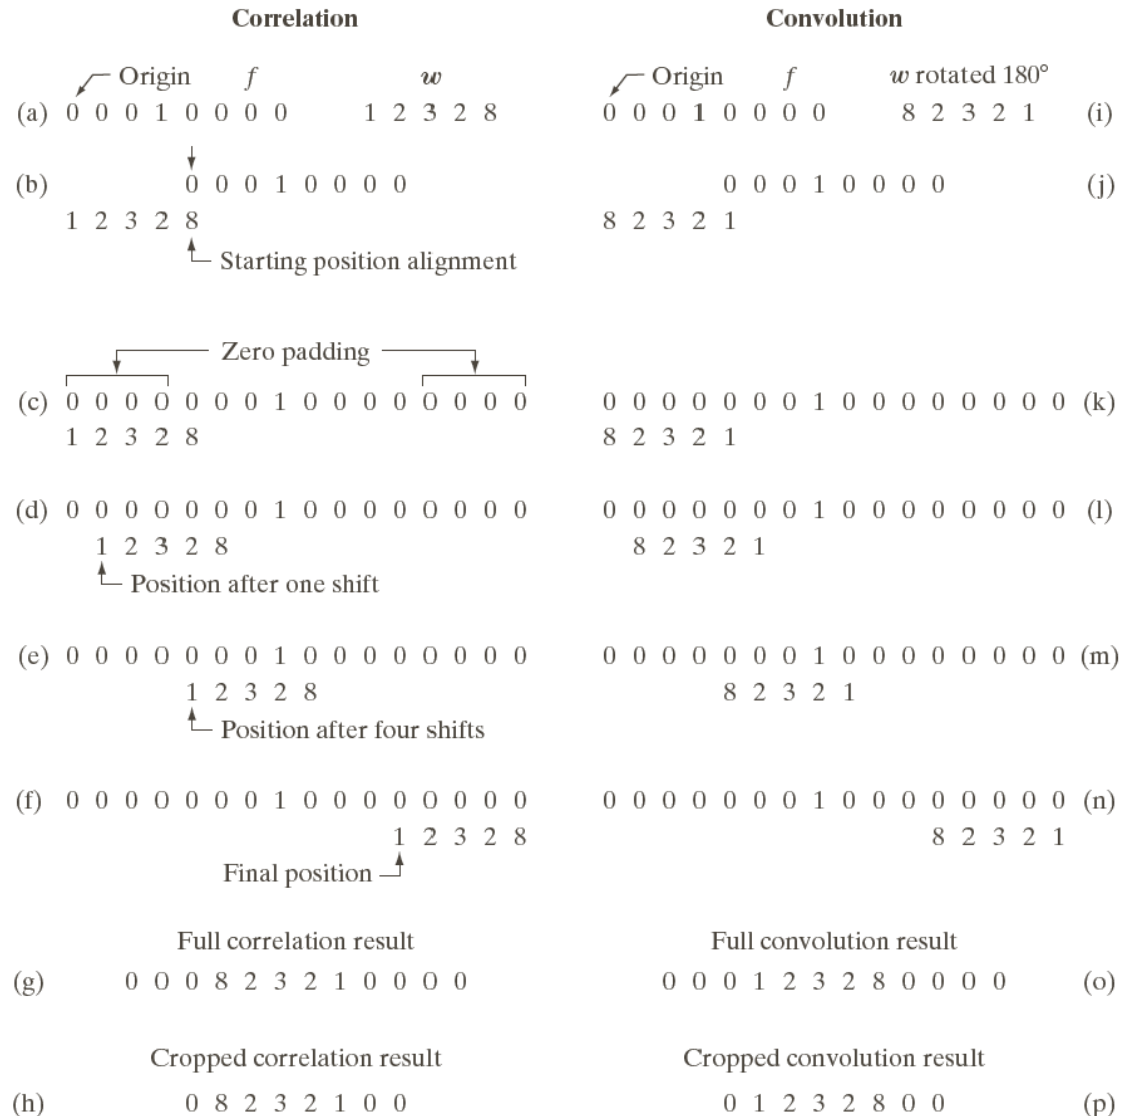 Correlation Convolution
Origin f w Origin f w rotated 180°
(a) 0 0 0 1 0 0 0 0 1 2 3 2 8 0 0 0 1 0 0 0 0 8 2 3 2 1 (i)
(b) 0 0 0 1 0 0 0 0 0 0 0 1 0 0 0 0 (j)
1 2 3 2 8 8 2 3 2 1
Starting position alignment
Zero padding
(c) 0 0 0 0 0 0 0 1 0 0 0 0 0 0 0 0 0 0 0 0 0 0 0 1 0 0 0 0 0 0 0 0 (k)
1 2 3 2 8 8 2 3 2 1
(d) 0 0 0 0 0 0 0 1 0 0 0 0 0 0 0 0 0 0 0 0 0 0 0 1 0 0 0 0 0 0 0 0 (l)
1 2 3 2 8 8 2 3 2 1
Position after one shift
(e) 0 0 0 0 0 0 0 1 0 0 0 0 0 0 0 0 0 0 0 0 0 0 0 1 0 0 0 0 0 0 0 0 (m)
1 2 3 2 8 8 2 3 2 1
Position after four shifts
(f) 0 0 0 0 0 0 0 1 0 0 0 0 0 0 0 0 0 0 0 0 0 0 0 1 0 0 0 0 0 0 0 0 (n)
1 2 3 2 8 8 2 3 2 1
Final position
Full correlation result Full convolution result
(g) 0 0 0 8 2 3 2 1 0 0 0 0 0 0 0 1 2 3 2 8 0 0 0 0 (o)
Cropped correlation result Cropped convolution result
(h) 0 8 2 3 2 1 0 0 0 1 2 3 2 8 0 0 (p)